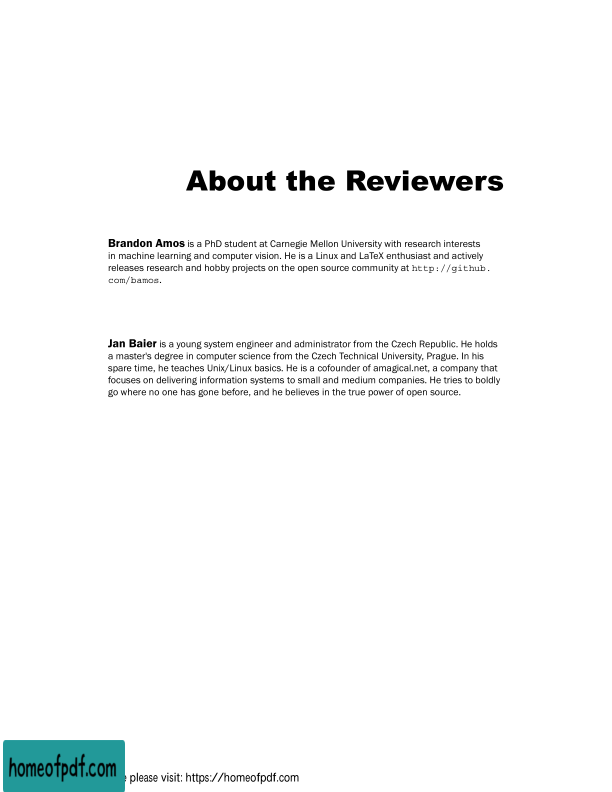 About the Reviewers
Brandon Amos is a PhD student at Carnegie Mellon University with research interests
in machine learning and computer vision. He is a Linux and LaTeX enthusiast and actively
releases research and hobby projects on the open source community at http://github.
com/bamos.
Jan Baier is a young system engineer and administrator from the Czech Republic. He holds
a master's degree in computer science from the Czech Technical University, Prague. In his
spare time, he teaches Unix/Linux basics. He is a cofounder of amagical.net, a company that
focuses on delivering information systems to small and medium companies. He tries to boldly
go where no one has gone before, and he believes in the true power of open source.
homeofpdf.com
please visit: https://homeofpdf.com